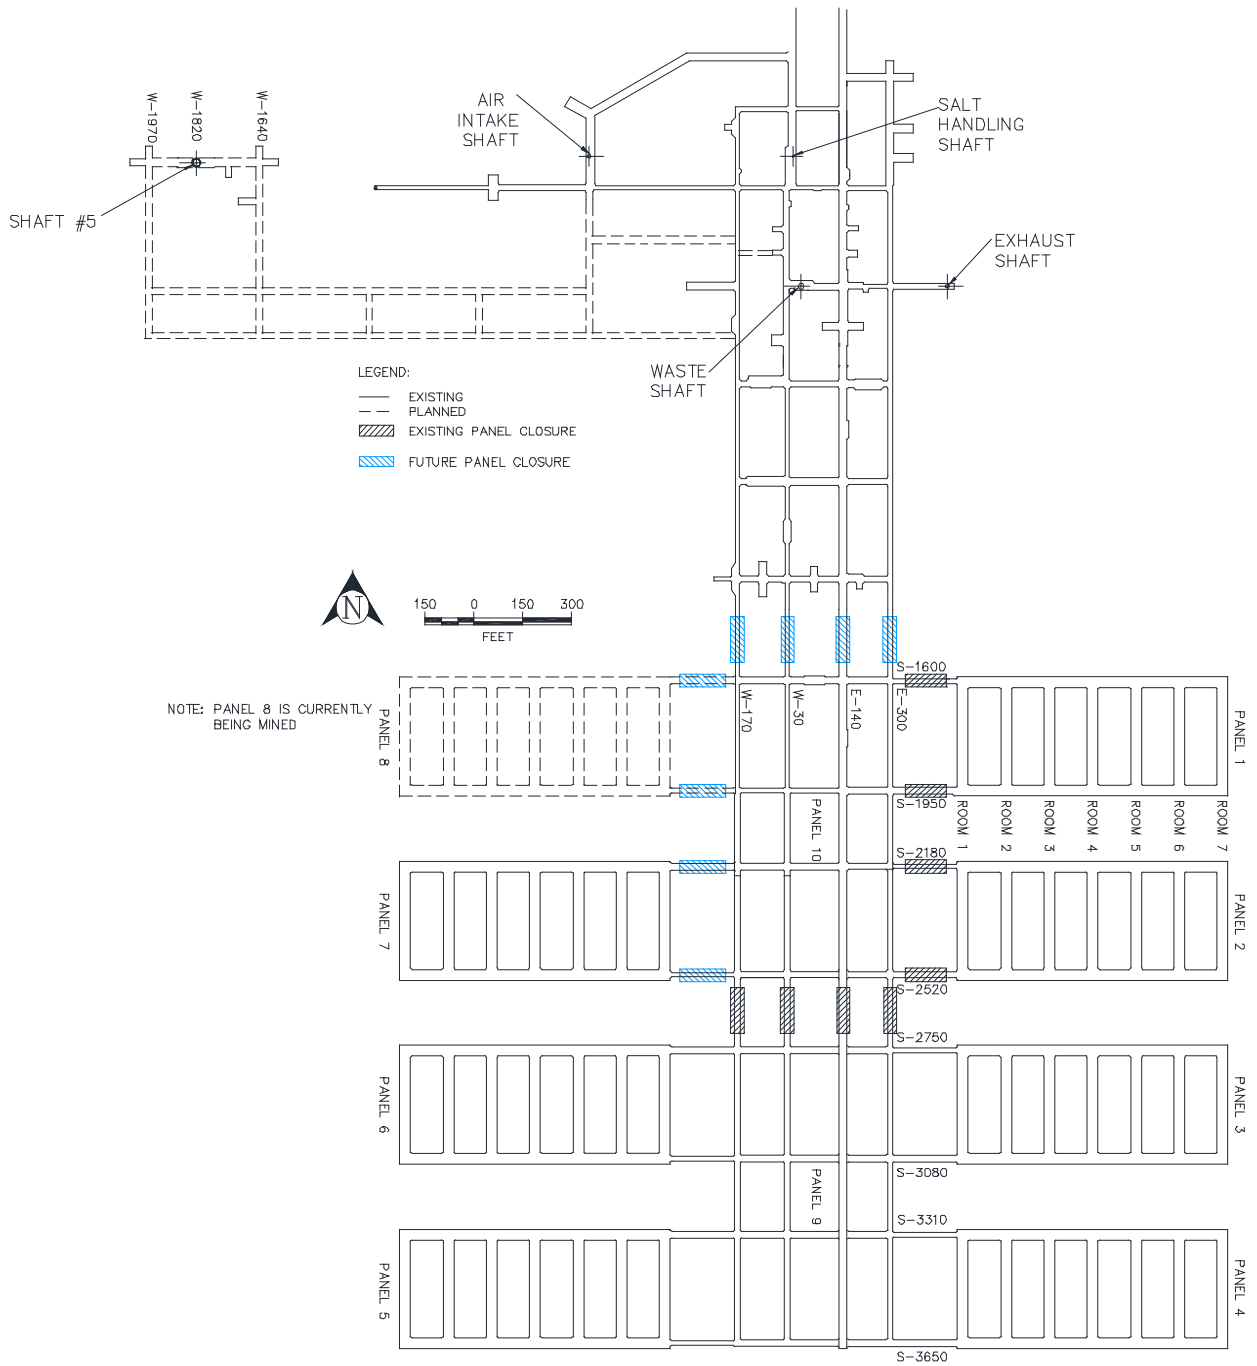 W-1970
W-1820
W-1640
AIR
INTAKE
SHAFT
SALT
HANDLING
SHAFT
SHAFT #5
EXHAUST
SHAFT
WASTE
SHAFT
LEGEND:
EXISTING
PLANNED
EXISTING PANEL CLOSURE
FUTURE PANEL CLOSURE
N
150 0 150 300
FEET
S-1600
W-170
W-30
E-140
E-300
NOTE: PANEL 8 IS CURRENTLY
BEING MINED
PANEL 8
PANEL 1
S-1950
PANEL 10
ROOM 1
ROOM 2
ROOM 3
ROOM 4
ROOM 5
ROOM 6
ROOM 7
S-2180
PANEL 7
PANEL 2
S-2520
S-2750
PANEL 6
PANEL 3
S-3080
PANEL 9
S-3310
PANEL 5
PANEL 4
S-3650